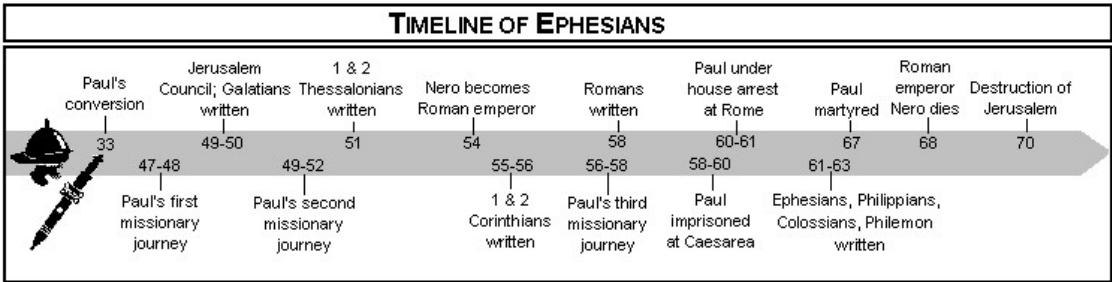 TIMELINE OF EPHESIANS
Paul's
conversion
33
Jerusalem
Council; Galatians
written
49-50
1 & 2
Thessalonians
written
51
Nero becomes
Roman emperor
54
Romans
written
58
Paul under
house arrest
at Rome
60-61
Paul
martyred
67
Roman
emperor
Nero dies
68
Destruction of
Jerusalem
70
47-48
Paul's first
missionary
journey
49-52
Paul's second
missionary
journey
55-56
1 & 2
Corinthians
written
56-58
Paul's third
missionary
journey
58-60
Paul
imprisoned
at Caesarea
61-63
Ephesians, Philippians,
Colossians, Philemon
written